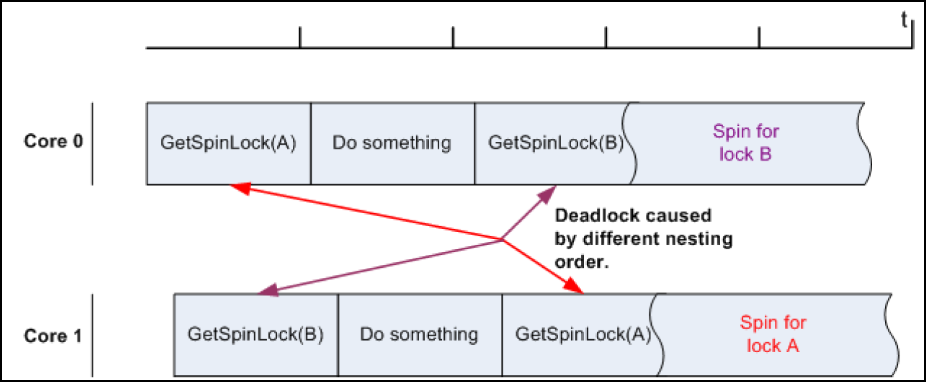 t
Core 0
GetSpinLock(A)
Do something
GetSpinLock(B)
Spin for
lock B
Deadlock caused
by different nesting
order.
Core 1
GetSpinLock(B)
Do something
GetSpinLock(A)
Spin for
lock A